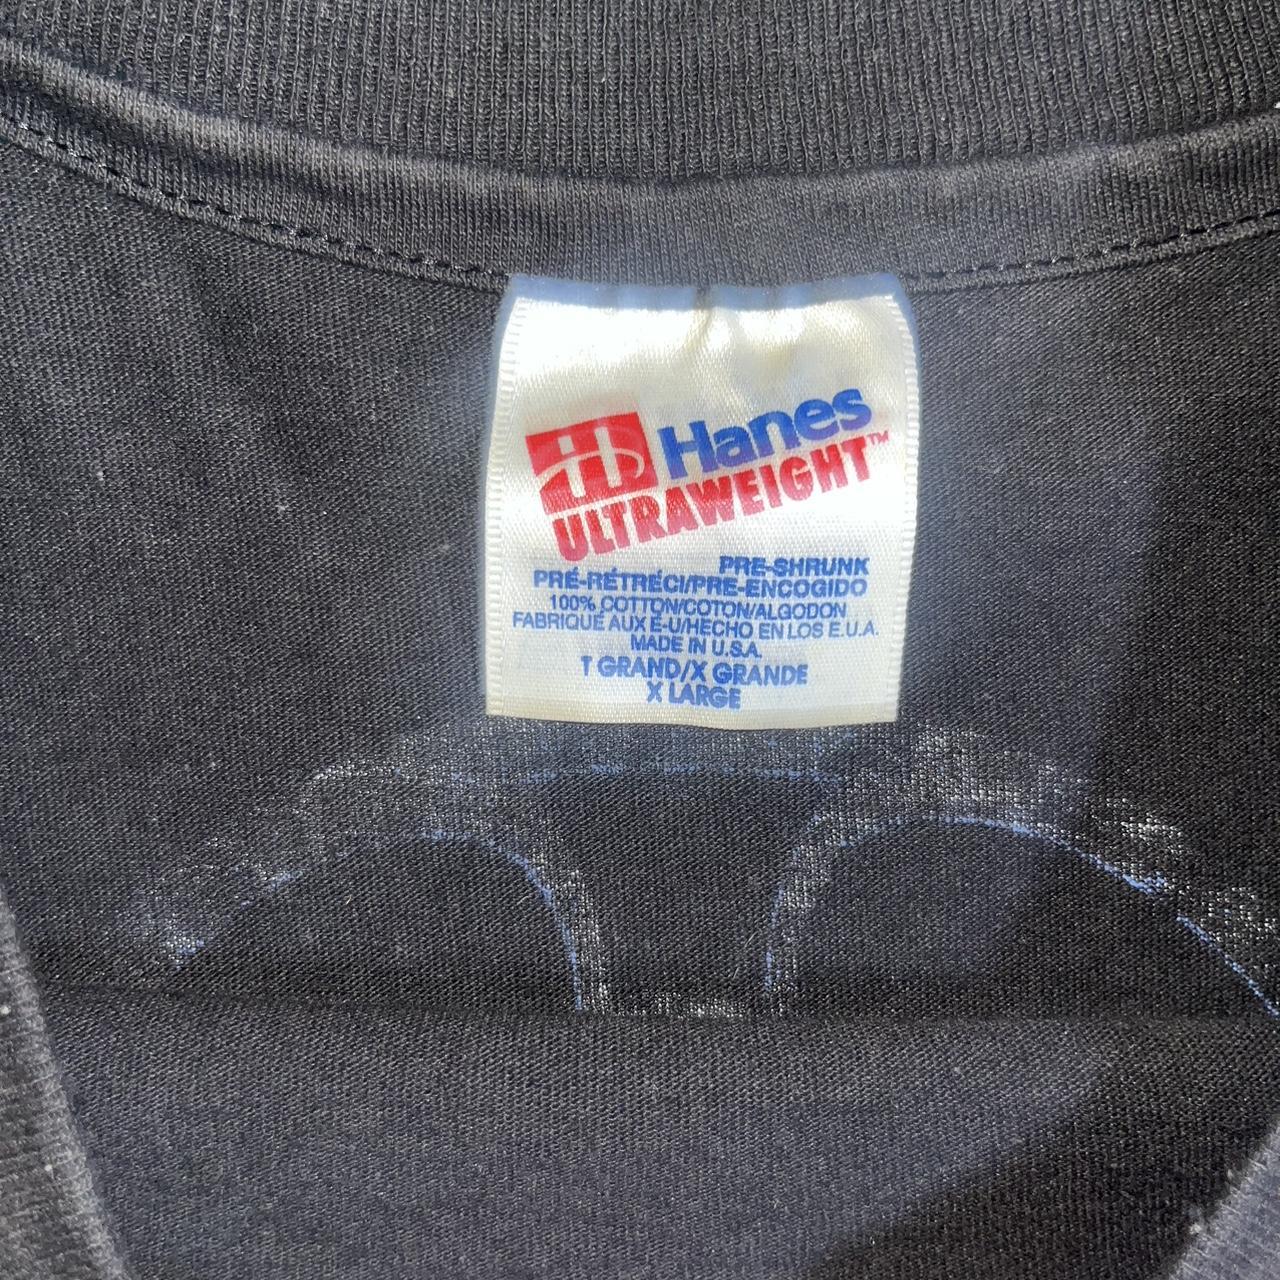 Hanes
ULTRAWEIGHT™
PRE-SHRUNK
PRÉ-RÉTRÉCI/PRE-ENCOGIDO
100% COTTON/COTON/ALGODON
FABRIQUÉ AUX É-U/HECHO EN LOS E.U.A.
MADE IN U.S.A.
T GRAND/X GRANDE
X LARGE